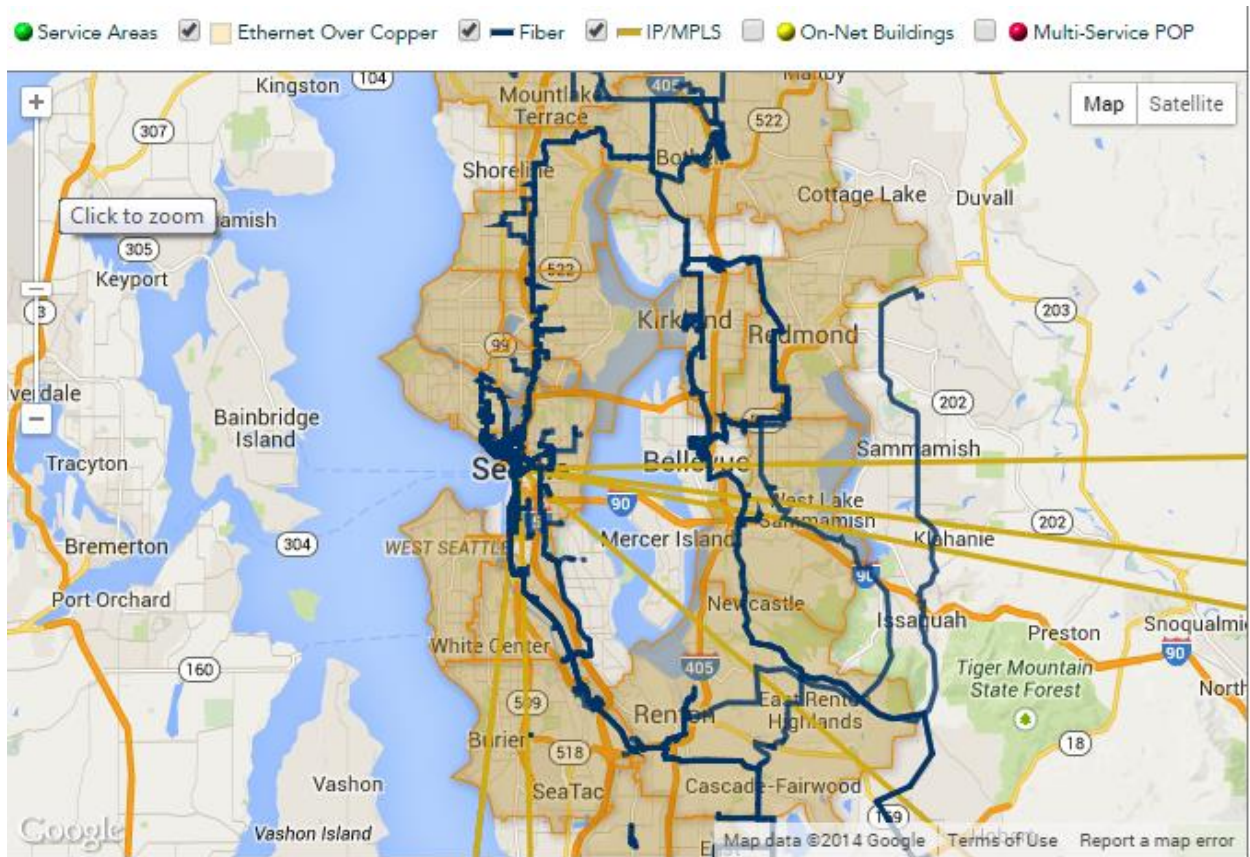 Service Areas Ethernet Over Copper Fiber IP/MPLS On-Net Buildings Multi-Service POP
+
Map Satellite
Kingston
104
Mountlake
Terrace
405
522
307
Shoreline
Cottage Lake
Duvall
Click to zoom
305
Keyport
522
3
203
Kirkland
Redmond
99
202
Bainbridge
Island
Sammamish
Tracyton
Bellevue
90
West Lake
Sammamish
202
Bremerton
304
WEST SEATTLE
Mercer Island
Klahanie
90
Port Orchard
Newcastle
Issaquah
Preston
White Center
90
160
405
Tiger Mountain
State Forest
North
509
Renton
East Renton
Highlands
18
518
Vashon
SeaTac
Cascade-Fairwood
169
Google
Vashon Island
Map data ©2014 Google Terms of Use Report a map error